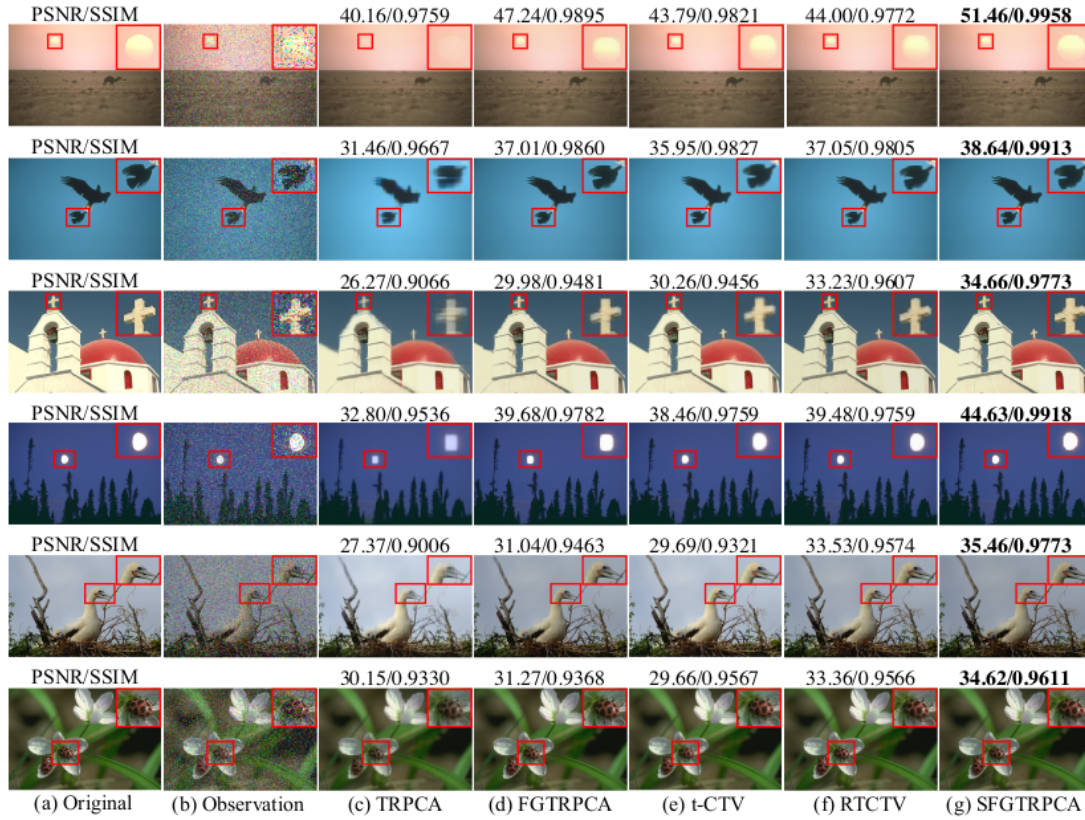 PSNR/SSIM 40.16/0.9759 47.24/0.9895 43.79/0.9821 44.00/0.9772 51.46/0.9958
PSNR/SSIM 31.46/0.9667 37.01/0.9860 35.95/0.9827 37.05/0.9805 38.64/0.9913
PSNR/SSIM 26.27/0.9066 29.98/0.9481 30.26/0.9456 33.23/0.9607 34.66/0.9773
PSNR/SSIM 32.80/0.9536 39.68/0.9782 38.46/0.9759 39.48/0.9759 44.63/0.9918
PSNR/SSIM 27.37/0.9006 31.04/0.9463 29.69/0.9321 33.53/0.9574 35.46/0.9773
PSNR/SSIM 30.15/0.9330 31.27/0.9368 29.66/0.9567 33.36/0.9566 34.62/0.9611
(a) Original (b) Observation (c) TRPCA (d) FGTRPCA (e) t-CTV (f) RTCTV (g) SFGTRPCA